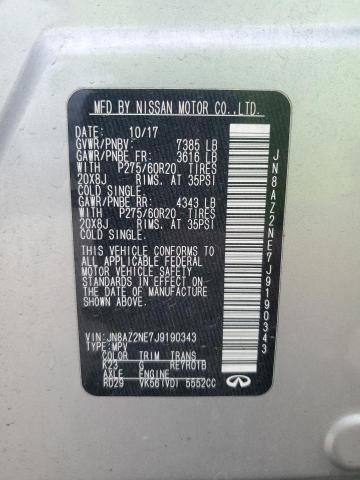 MFD BY NISSAN MOTOR CO.,LTD.
DATE: 10/17
GVWR/PNBV: 7385 LB
GAWR/PNBE FR: 3616 LB
WITH P275/60R20 TIRES
20X8J RIMS. AT 35PSI
COLD SINGLE.
GAWR/PNBE RR: 4343 LB
WITH P275/60R20 TIRES
20X8J RIMS. AT 35PSI
COLD SINGLE.
THIS VEHICLE CONFORMS TO
ALL APPLICABLE FEDERAL
MOTOR VEHICLE SAFETY
STANDARDS IN EFFECT ON
THE DATE OF MANUFACTURE
SHOWN ABOVE.
VIN: JN8AZ2NE7J9190343
TYPE: MPV
COLOR TRIM TRANS
K23 G RE7R01B
AXLE ENGINE
RD29 VK56(VD) 5552CC
INFINITI
JN8AZ2NE7J9190343